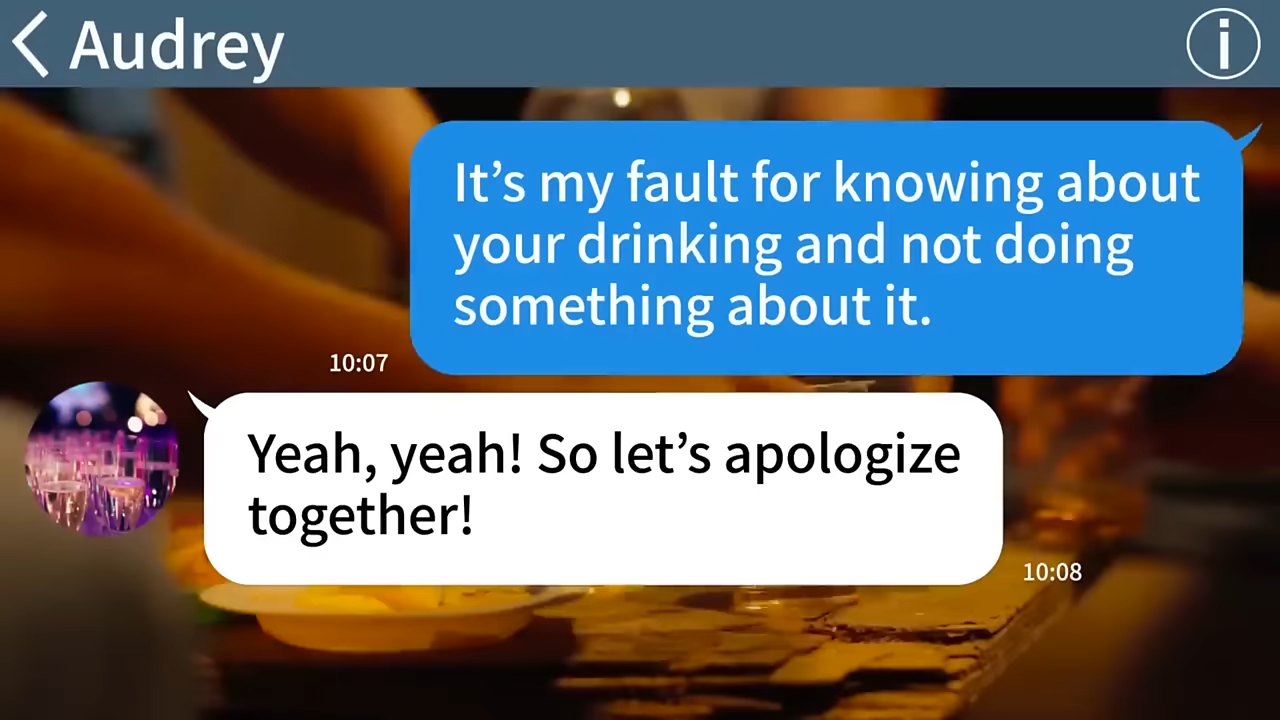 Audrey
It’s my fault for knowing about
your drinking and not doing
something about it.
10:07
Yeah, yeah! So let’s apologize
together!
10:08